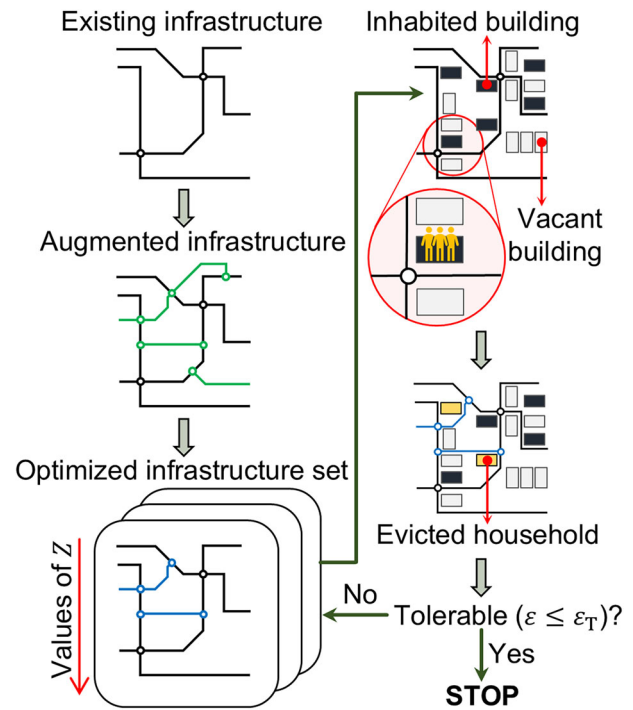 Existing infrastructure
Augmented infrastructure
Optimized infrastructure set
Values of Z
Inhabited building
Vacant
building
Evicted household
Tolerable (ε ≤ ε_T)?
No
Yes
STOP